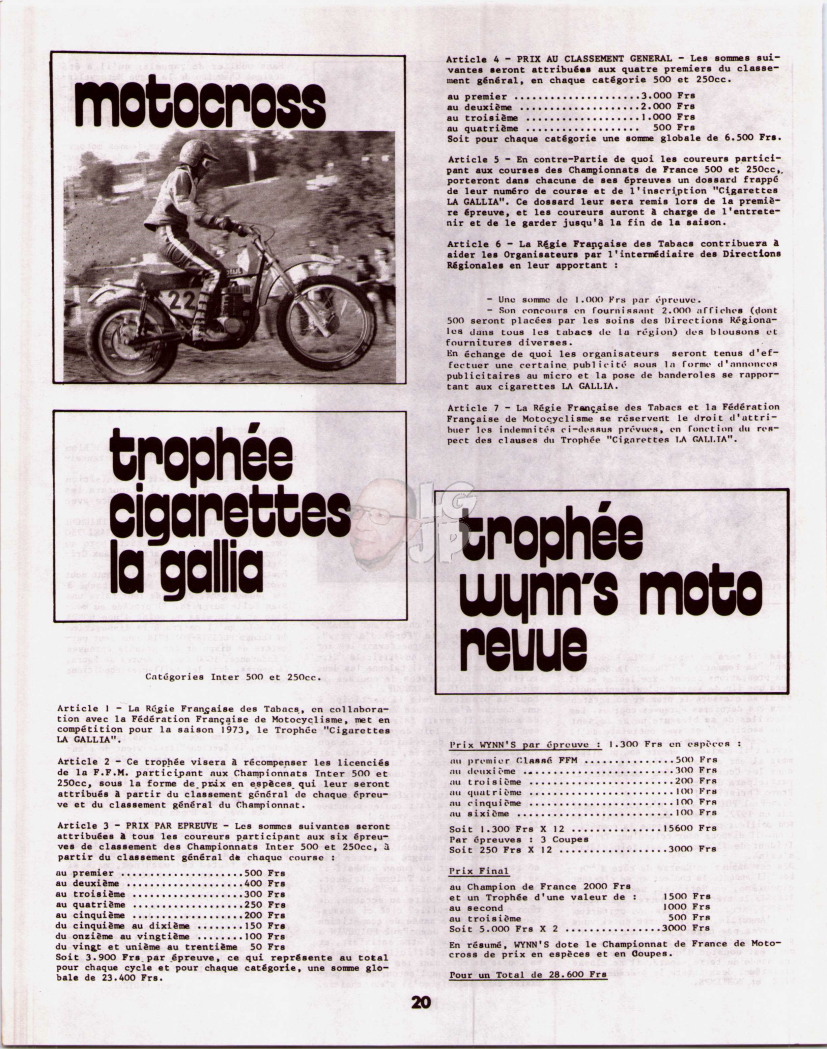 motocross
22
trophée
cigarettes
la gallia
Catégories Inter 500 et 250cc.
Article 1 - La Régie Française des Tabacs, en collabora-
tion avec la Fédération Française de Motocyclisme, met en
compétition pour la saison 1973, le Trophée "Cigarettes
LA GALLIA".
Article 2 - Ce trophée visera à récompenser les licenciés
de la F.F.M. participant aux Championnats Inter 500 et
250cc, sous la forme de prix en espèces qui leur seront
attribués à partir du classement général de chaque épreu-
ve et du classement général du Championnat.
Article 3 - PRIX PAR EPREUVE - Les sommes suivantes seront
attribuées à tous les coureurs participant aux six épreu-
ves de classement des Championnats Inter 500 et 250cc, à
partir du classement général de chaque course :
au premier ......................500 Frs
au deuxième .....................400 Frs
au troisième ....................300 Frs
au quatrième ....................250 Frs
au cinquième ....................200 Frs
du cinquième au dixième ........150 Frs
du onzième au vingtième ........100 Frs
du vingt et unième au trentième 50 Frs
Soit 3.900 Frs par épreuve, ce qui représente au total
pour chaque cycle et pour chaque catégorie, une somme glo-
bale de 23.400 Frs.
Article 4 - PRIX AU CLASSEMENT GENERAL - Les sommes sui-
vantes seront attribuées aux quatre premiers du classe-
ment général, en chaque catégorie 500 et 250cc.
au premier ......................3.000 Frs
au deuxième .....................2.000 Frs
au troisième ....................1.000 Frs
au quatrième ................... 500 Frs
Soit pour chaque catégorie une somme globale de 6.500 Frs.
Article 5 - En contre-Partie de quoi les coureurs partici-
pant aux courses des Championnats de France 500 et 250cc,
porteront dans chacune de ses épreuves un dossard frappé
de leur numéro de course et de l'inscription "Cigarettes
LA GALLIA". Ce dossard leur sera remis lors de la premiè-
re épreuve, et les coureurs auront à charge de l'entrete-
nir et de le garder jusqu'à la fin de la saison.
Article 6 - La Régie Française des Tabacs contribuera à
aider les Organisateurs par l'intermédiaire des Directions
Régionales en leur apportant :
- Une somme de 1.000 Frs par épreuve.
- Son concours en fournissant 2.000 affiches (dont
500 seront placées par les soins des Directions Régiona-
les dans tous les tabacs de la région) des blousons et
fournitures diverses.
En échange de quoi les organisateurs seront tenus d'ef-
fectuer une certaine publicité sous la forme d'annonces
publicitaires au micro et la pose de banderoles se rappor-
tant aux cigarettes LA GALLIA.
Article 7 - La Régie Française des Tabacs et la Fédération
Française de Motocyclisme se réservent le droit d'attri-
buer les indemnités ci-dessus prévues, en fonction du res-
pect des clauses du Trophée "Cigarettes LA GALLIA".
LG
JP
trophée
wynn's moto
revue
Prix WYNN'S par épreuve : 1.300 Frs en espèces :
au premier Classé FFM ...............500 Frs
au deuxième .........................300 Frs
au troisième ........................200 Frs
au quatrième ........................100 Frs
au cinquième ........................100 Frs
au sixième ..........................100 Frs
Soit 1.300 Frs X 12 ...............15600 Frs
Par épreuves : 3 Coupes
Soit 250 Frs X 12 .................3000 Frs
Prix Final
au Champion de France 2000 Frs
et un Trophée d'une valeur de : 1500 Frs
au second 1000 Frs
au troisième 500 Frs
Soit 5.000 Frs X 2 ................3000 Frs
En résumé, WYNN'S dote le Championnat de France de Moto-
cross de prix en espèces et en Coupes.
Pour un Total de 28.600 Frs
20